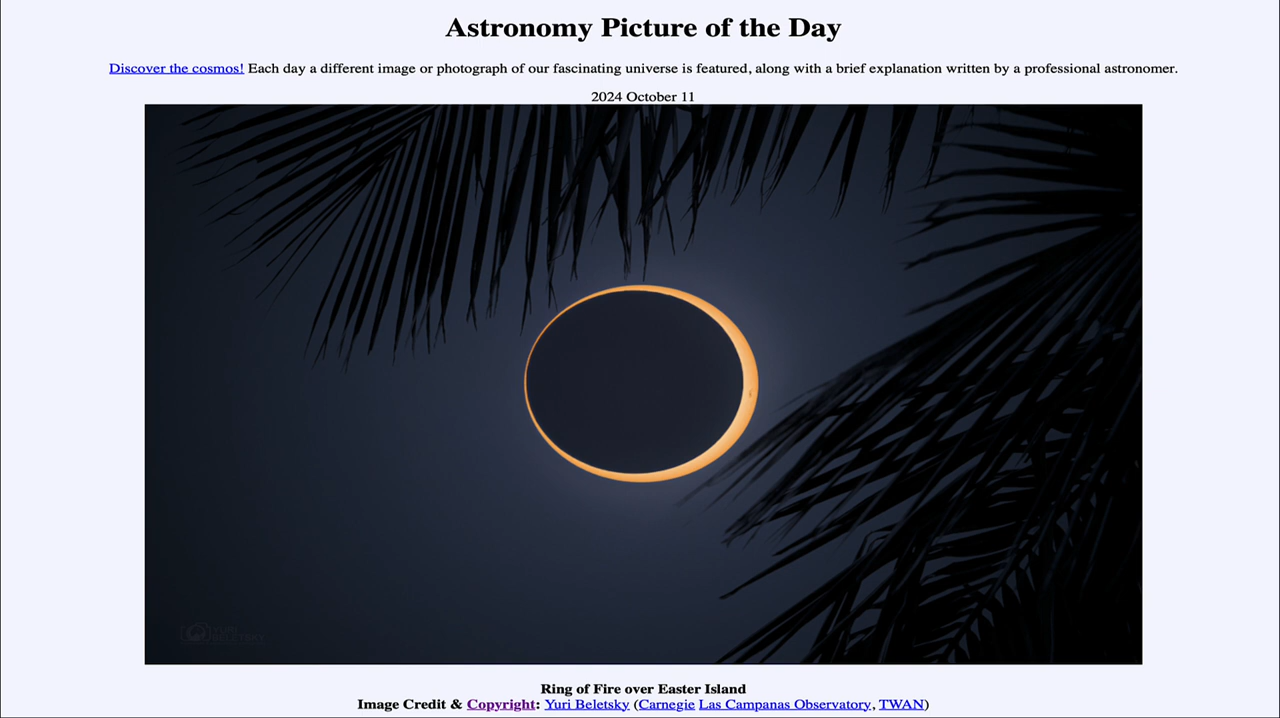 Astronomy Picture of the Day
Discover the cosmos! Each day a different image or photograph of our fascinating universe is featured, along with a brief explanation written by a professional astronomer.
2024 October 11
YURI
BELETSKY
Ring of Fire over Easter Island
Image Credit & Copyright: Yuri Beletsky (Carnegie Las Campanas Observatory, TWAN)